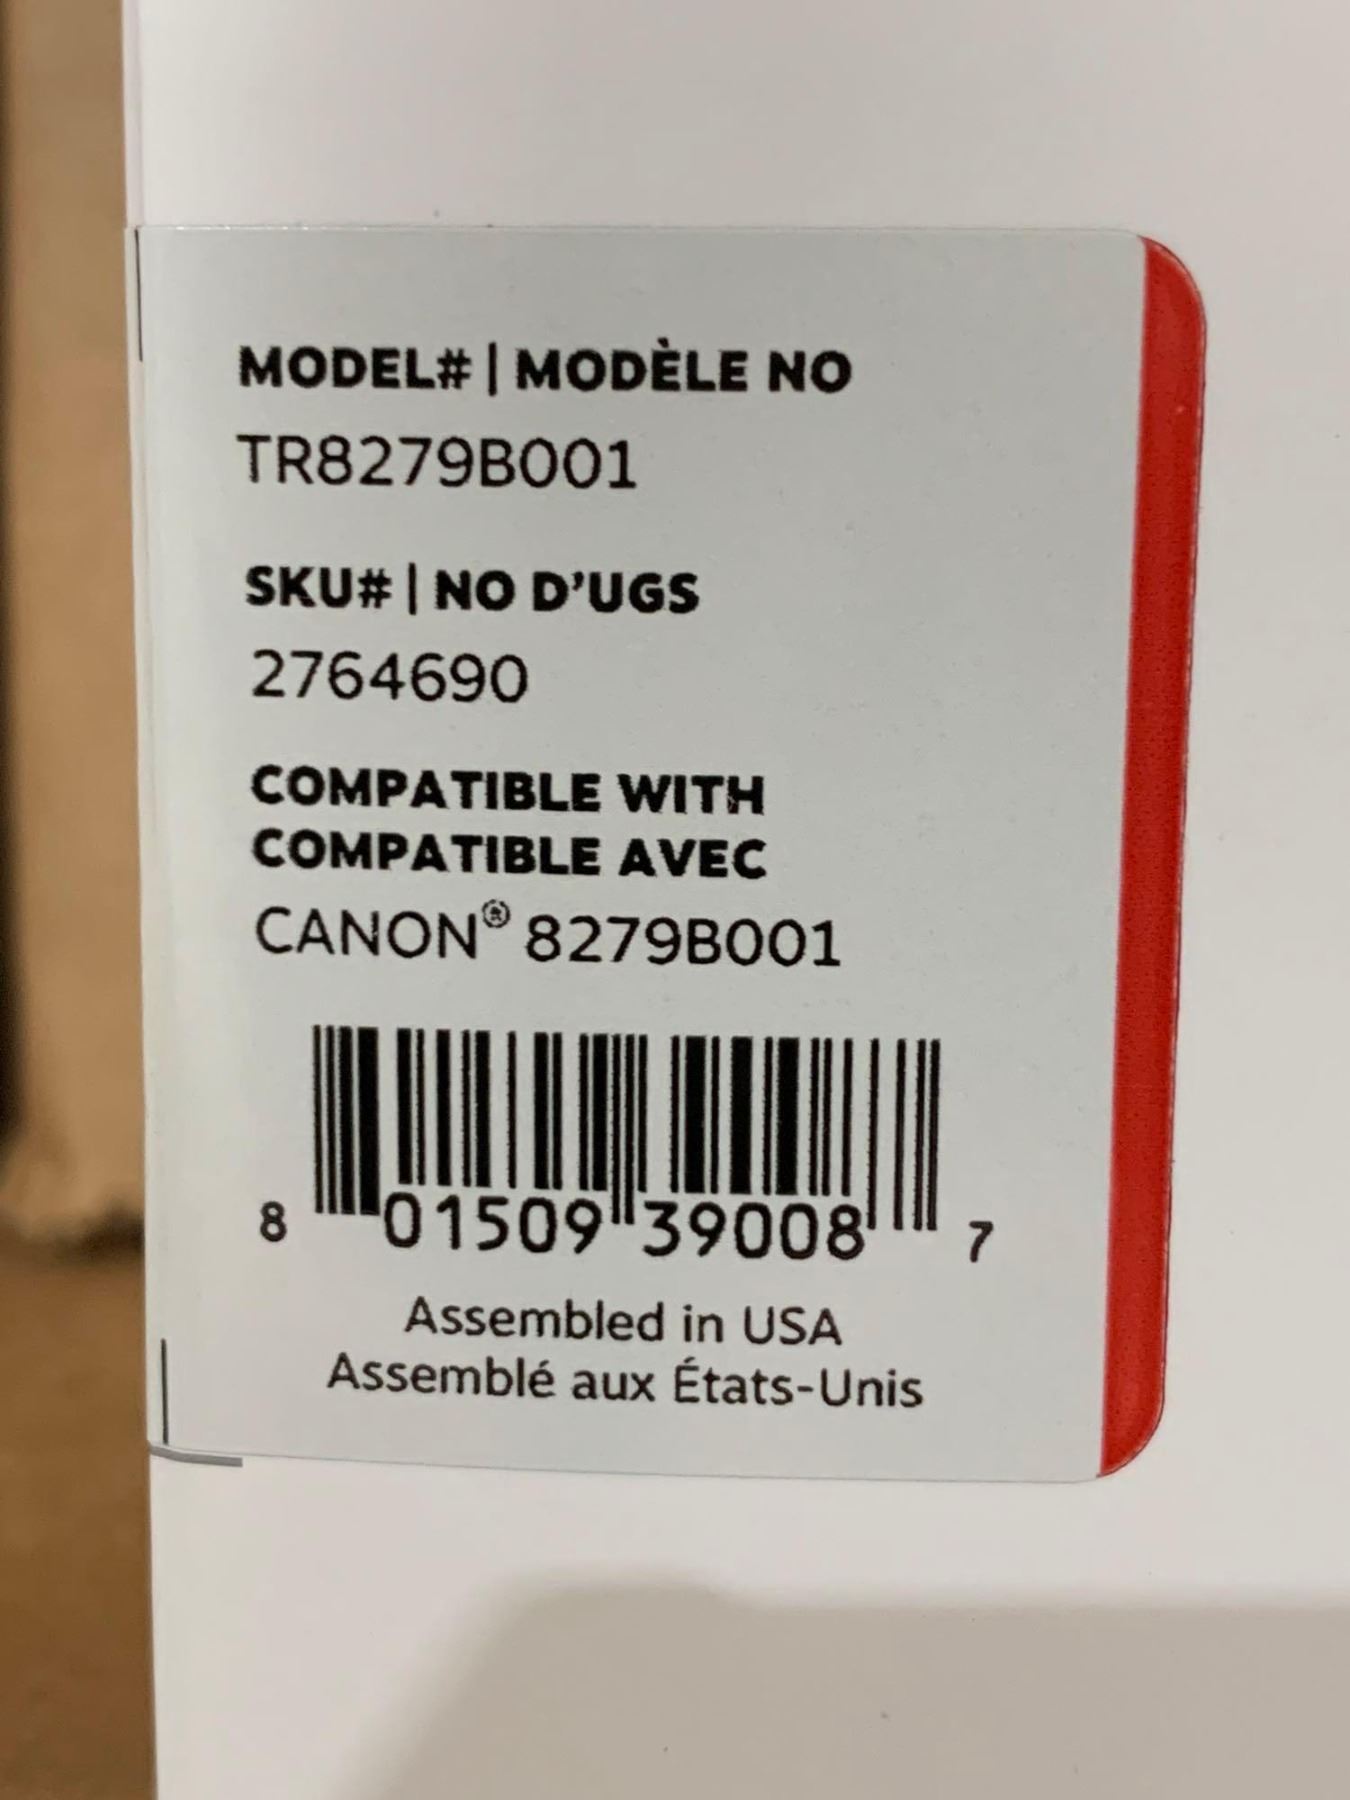 MODEL# | MODÈLE NO
TR8279B001
SKU# | NO D'UGS
2764690
COMPATIBLE WITH
COMPATIBLE AVEC
CANON® 8279B001
8 01509 39008 7
Assembled in USA
Assemblé aux États-Unis